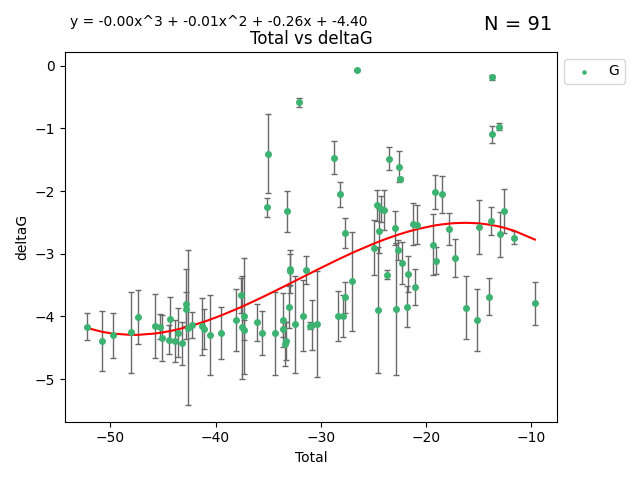 y = -0.00x^3 + -0.01x^2 + -0.26x + -4.40
N = 91
Total vs deltaG
G
deltaG
0
−1
−2
−3
−4
−5
−50
−40
−30
−20
−10
Total